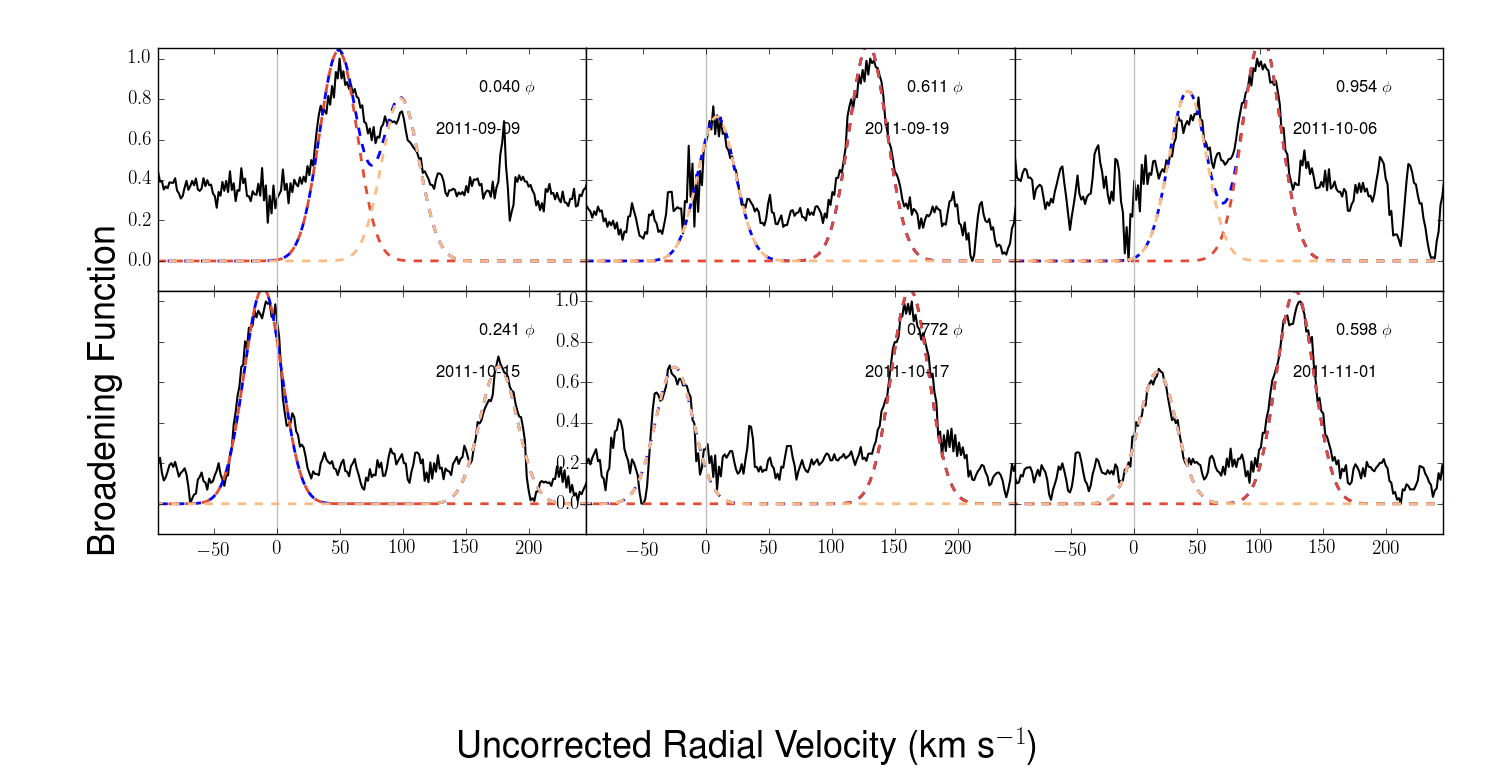 1.0
0.8
0.6
0.4
0.2
0.0
0.040 ϕ
2011-09-09
0.611 ϕ
2011-09-19
0.954 ϕ
2011-10-06
Broadening Function
0.241 ϕ
2011-10-15
1.0
0.8
0.6
0.4
0.2
0.0
0.772 ϕ
2011-10-17
0.598 ϕ
2011-11-01
−50 0 50 100 150 200
−50 0 50 100 150 200
−50 0 50 100 150 200
Uncorrected Radial Velocity (km s⁻¹)